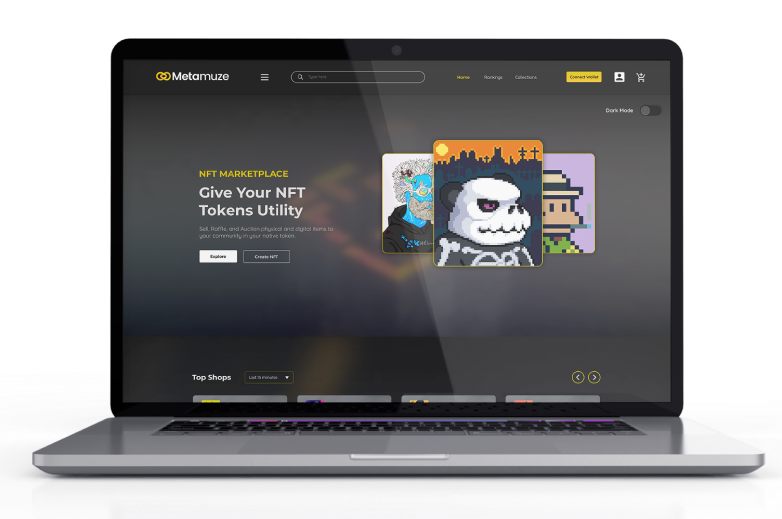 Metamuze
Type here
Home
Rankings
Collections
Connect Wallet
Dark Mode
NFT MARKETPLACE
Give Your NFT
Tokens Utility
Sell, Raffle, and Auction physical and digital items to
your community in your native token.
Explore
Create NFT
Top Shops
Last 15 minutes